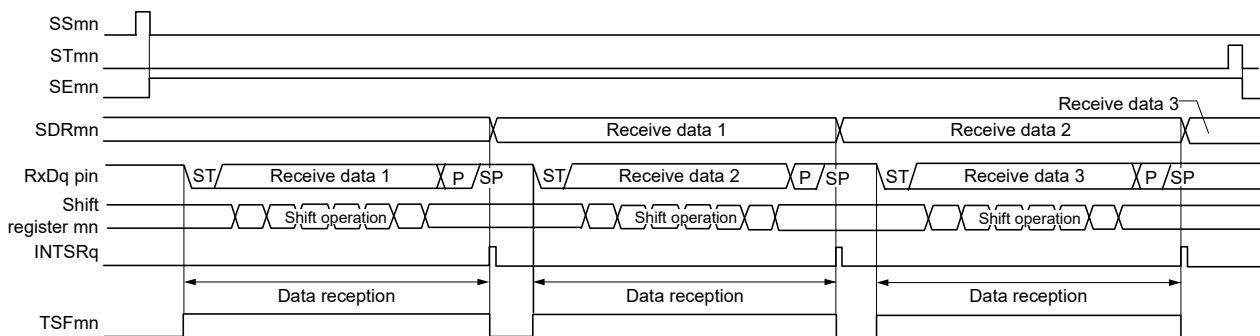 SSmn
STmn
SEmn
Receive data 3
SDRmn
Receive data 1
Receive data 2
RxDq pin
ST
Receive data 1
P
SP
ST
Receive data 2
P
SP
ST
Receive data 3
P
SP
Shift
register mn
Shift operation
Shift operation
Shift operation
INTSRq
Data reception
Data reception
Data reception
TSFmn